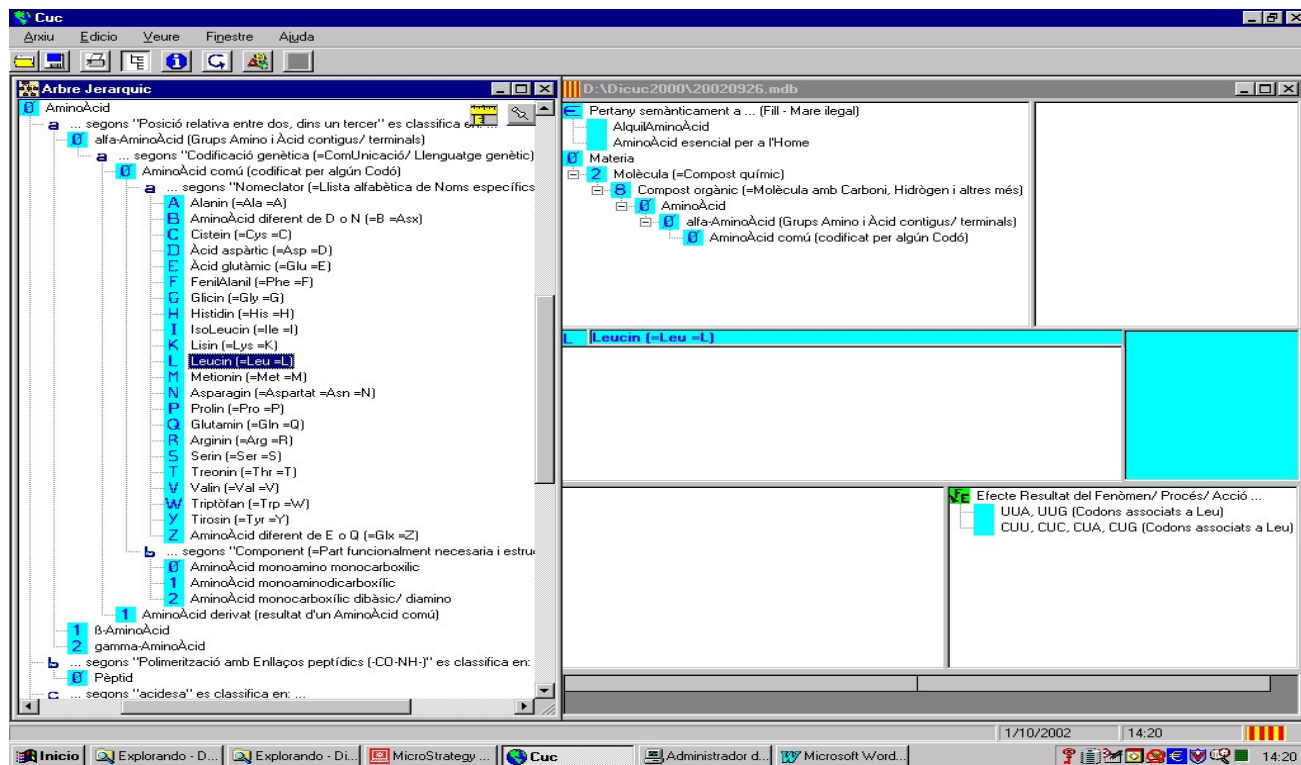 Cuc
Arxiu Edicio Veure Finestre Ajuda
Arbre Jerarquic
Ø AminoÀcid
a ... segons "Posició relativa entre dos, dins un tercer" es classifica en: ...
Ø alfa-AminoÀcid (Grups Amino i Àcid contigus/ terminals)
a ... segons "Codificació genètica (=ComUnicació/ Llenguatge genètic)
Ø AminoÀcid comú (codificat per algún Codó)
a ... segons "Nomeclator (=Llista alfabètica de Noms específics
A Alanin (=Ala =A)
B AminoÀcid diferent de D o N (=B =Asx)
C Cistein (=Cys =C)
D Àcid aspàrtic (=Asp =D)
E Àcid glutàmic (=Glu =E)
F FenilAlanil (=Phe =F)
G Glicin (=Gly =G)
H Histidin (=His =H)
I IsoLeucin (=Ile =I)
K Lisin (=Lys =K)
L Leucin (=Leu =L)
M Metionin (=Met =M)
N Asparagin (=Aspartat =Asn =N)
P Prolin (=Pro =P)
Q Glutamin (=Gln =Q)
R Arginin (=Arg =R)
S Serin (=Ser =S)
T Treonin (=Thr =T)
V Valin (=Val =V)
W Triptòfan (=Trp =W)
Y Tirosin (=Tyr =Y)
Z AminoÀcid diferent de E o Q (=Glx =Z)
b ... segons "Component (=Part funcionalment necesaria i estru
Ø AminoÀcid monoamino monocarboxilic
1 AminoÀcid monoaminodicarboxílic
2 AminoÀcid monocarboxílic dibàsic/ diamino
1 AminoÀcid derivat (resultat d'un AminoÀcid comú)
1 ß-AminoÀcid
2 gamma-AminoÀcid
b ... segons "Polimerització amb Enllaços peptídics (-CO-NH-)" es classifica en:
Ø Pèptid
c ... segons "acidesa" es classifica en: ...
D:\Dicuc2000\20020926.mdb
Pertany semànticament a ... (Fill - Mare ilegal)
AlquilAminoÀcid
AminoÀcid esencial per a l'Home
Ø Materia
2 Molècula (=Compost químic)
8 Compost orgànic (=Molècula amb Carboni, Hidrògen i altres més)
Ø AminoÀcid
Ø alfa-AminoÀcid (Grups Amino i Àcid contigus/ terminals)
Ø AminoÀcid comú (codificat per algún Codó)
L Leucin (=Leu =L)
FE Efecte Resultat del Fenòmen/ Procés/ Acció ...
UUA, UUG (Codons associats a Leu)
CUU, CUC, CUA, CUG (Codons associats a Leu)
1/10/2002 14:20
Inicio Explorando - D... Explorando - Di... MicroStrategy ... Cuc Administrador d... Microsoft Word... 14:20